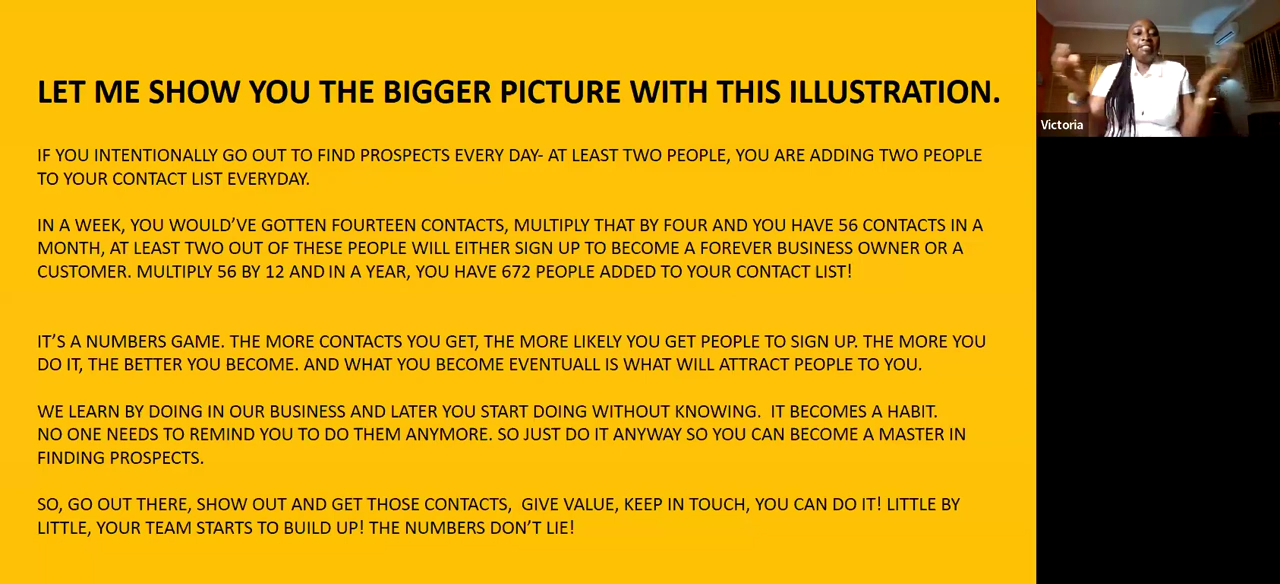 LET ME SHOW YOU THE BIGGER PICTURE WITH THIS ILLUSTRATION.
IF YOU INTENTIONALLY GO OUT TO FIND PROSPECTS EVERY DAY- AT LEAST TWO PEOPLE, YOU ARE ADDING TWO PEOPLE
TO YOUR CONTACT LIST EVERYDAY.
IN A WEEK, YOU WOULD’VE GOTTEN FOURTEEN CONTACTS, MULTIPLY THAT BY FOUR AND YOU HAVE 56 CONTACTS IN A
MONTH, AT LEAST TWO OUT OF THESE PEOPLE WILL EITHER SIGN UP TO BECOME A FOREVER BUSINESS OWNER OR A
CUSTOMER. MULTIPLY 56 BY 12 AND IN A YEAR, YOU HAVE 672 PEOPLE ADDED TO YOUR CONTACT LIST!
IT’S A NUMBERS GAME. THE MORE CONTACTS YOU GET, THE MORE LIKELY YOU GET PEOPLE TO SIGN UP. THE MORE YOU
DO IT, THE BETTER YOU BECOME. AND WHAT YOU BECOME EVENTUALL IS WHAT WILL ATTRACT PEOPLE TO YOU.
WE LEARN BY DOING IN OUR BUSINESS AND LATER YOU START DOING WITHOUT KNOWING.  IT BECOMES A HABIT.
NO ONE NEEDS TO REMIND YOU TO DO THEM ANYMORE. SO JUST DO IT ANYWAY SO YOU CAN BECOME A MASTER IN
FINDING PROSPECTS.
SO, GO OUT THERE, SHOW OUT AND GET THOSE CONTACTS,  GIVE VALUE, KEEP IN TOUCH, YOU CAN DO IT! LITTLE BY
LITTLE, YOUR TEAM STARTS TO BUILD UP! THE NUMBERS DON’T LIE!
Victoria